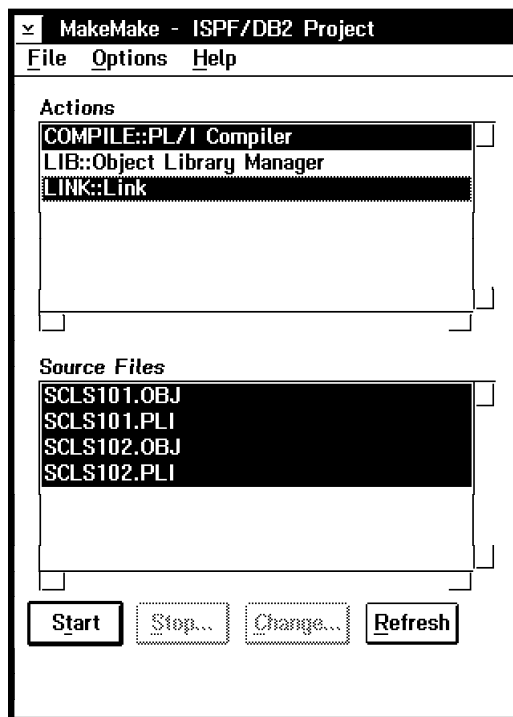 MakeMake - ISPF/DB2 Project
File Options Help
Actions
COMPILE::PL/I Compiler
LIB::Object Library Manager
LINK::Link
Source Files
SCLS101.OBJ
SCLS101.PLI
SCLS102.OBJ
SCLS102.PLI
Start Stop... Change... Refresh